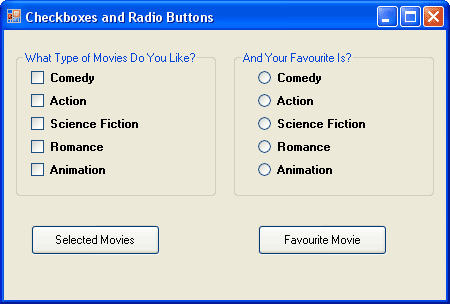 Checkboxes and Radio Buttons
What Type of Movies Do You Like?
Comedy
Action
Science Fiction
Romance
Animation
And Your Favourite Is?
Comedy
Action
Science Fiction
Romance
Animation
Selected Movies
Favourite Movie